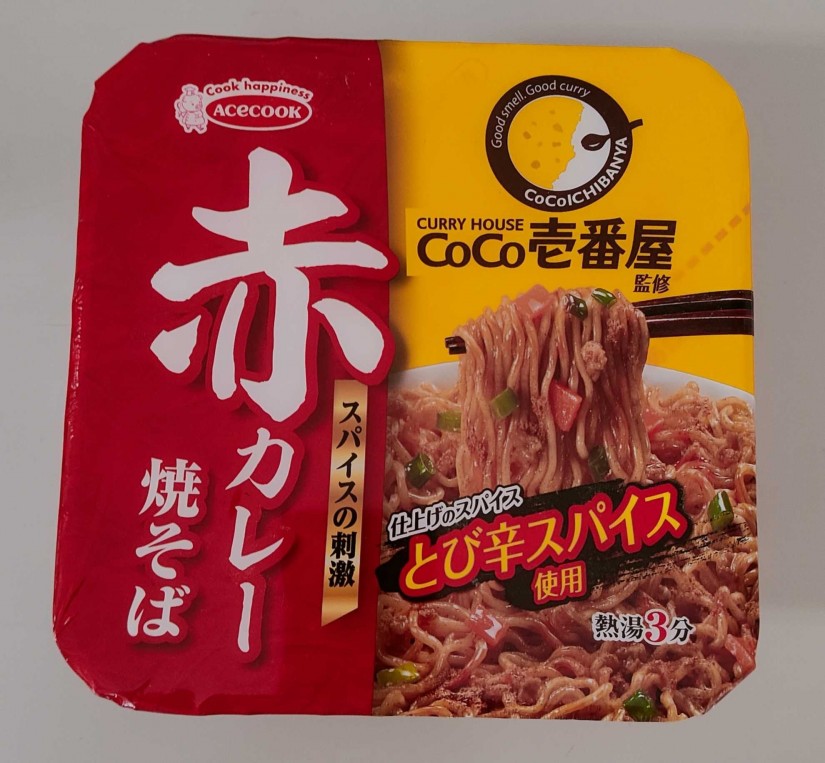 Cook happiness
ACECOOK
赤
カレー
焼そば
スパイスの刺激
Good smell. Good curry
CoCoICHIBANYA
CURRY HOUSE
CoCo壱番屋
監修
仕上げのスパイス
とび辛スパイス
使用
熱湯3分